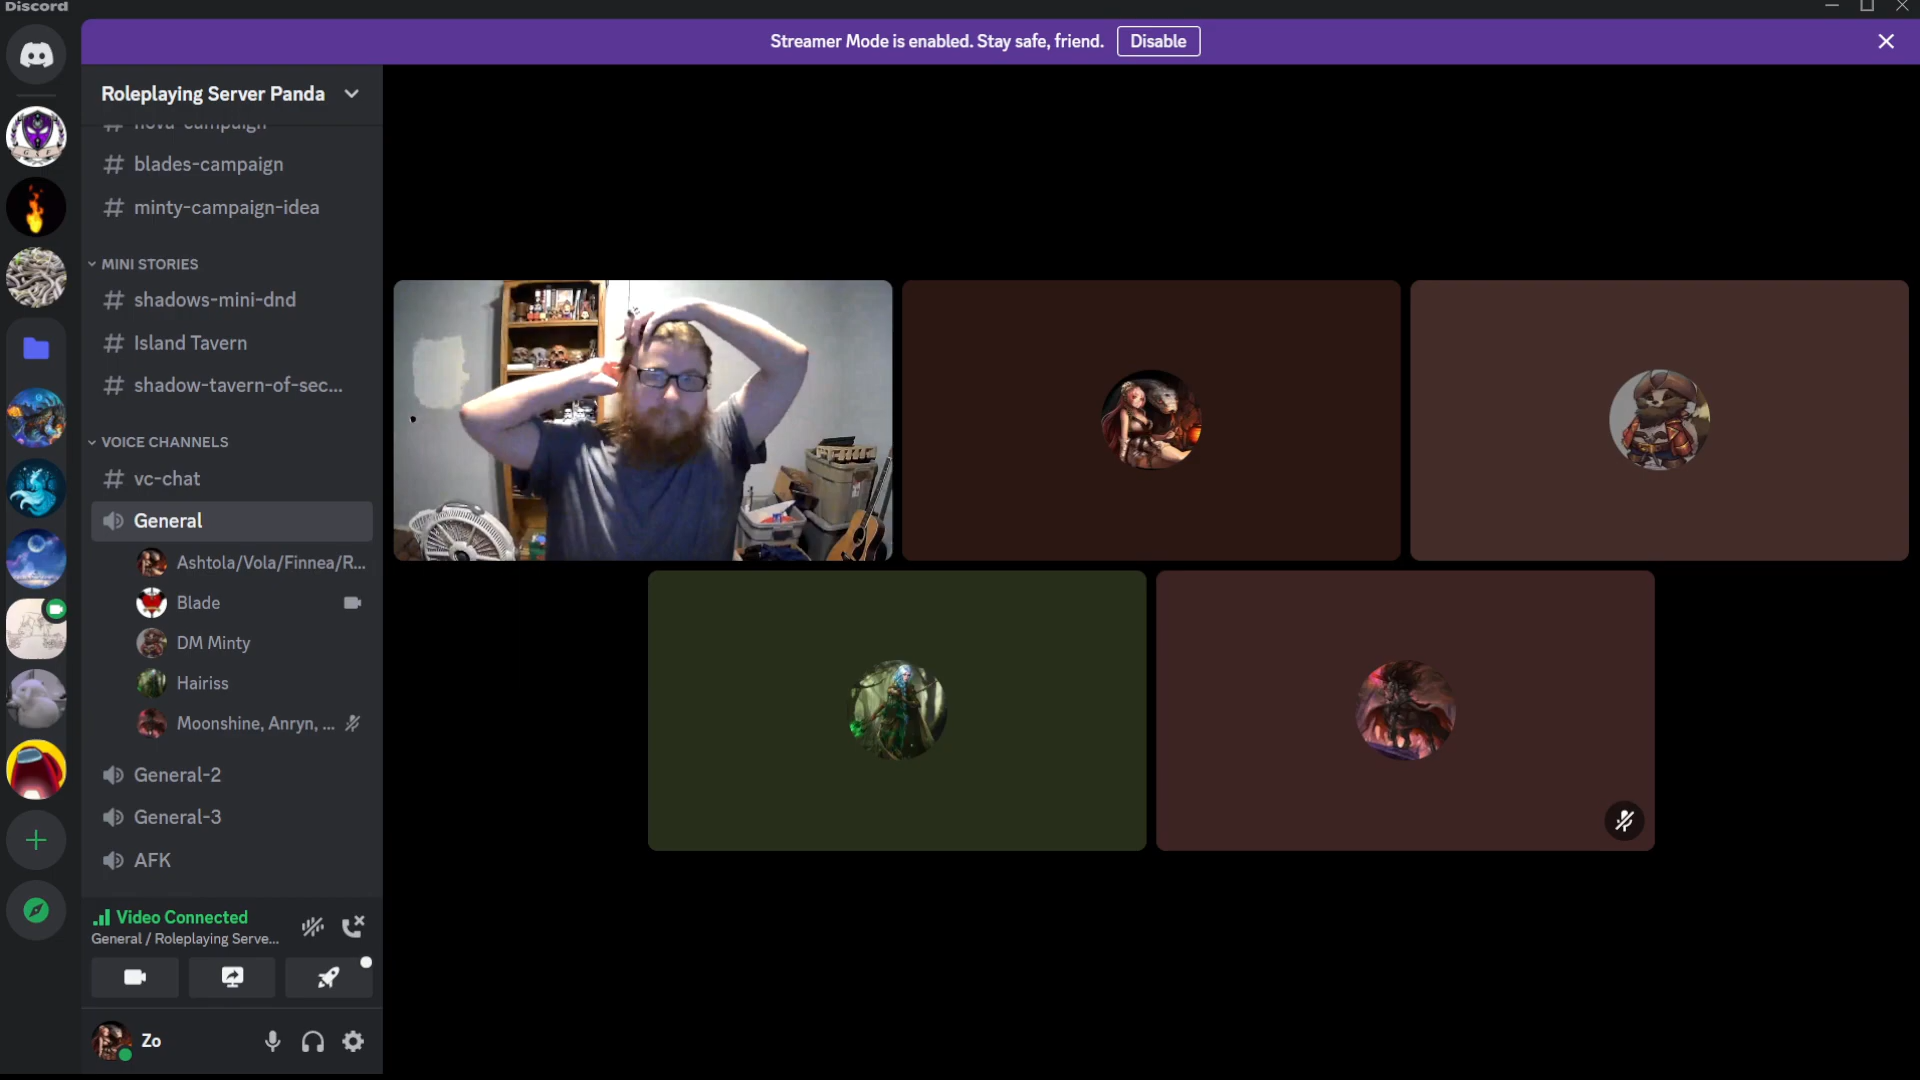 Discord
Streamer Mode is enabled. Stay safe, friend.
Disable
Roleplaying Server Panda
nova-campaign
blades-campaign
minty-campaign-idea
MINI STORIES
shadows-mini-dnd
Island Tavern
shadow-tavern-of-sec...
VOICE CHANNELS
vc-chat
General
Ashtola/Vola/Finnea/R...
Blade
DM Minty
Hairiss
Moonshine, Anryn, ...
General-2
General-3
AFK
Video Connected
General / Roleplaying Serve...
Zo